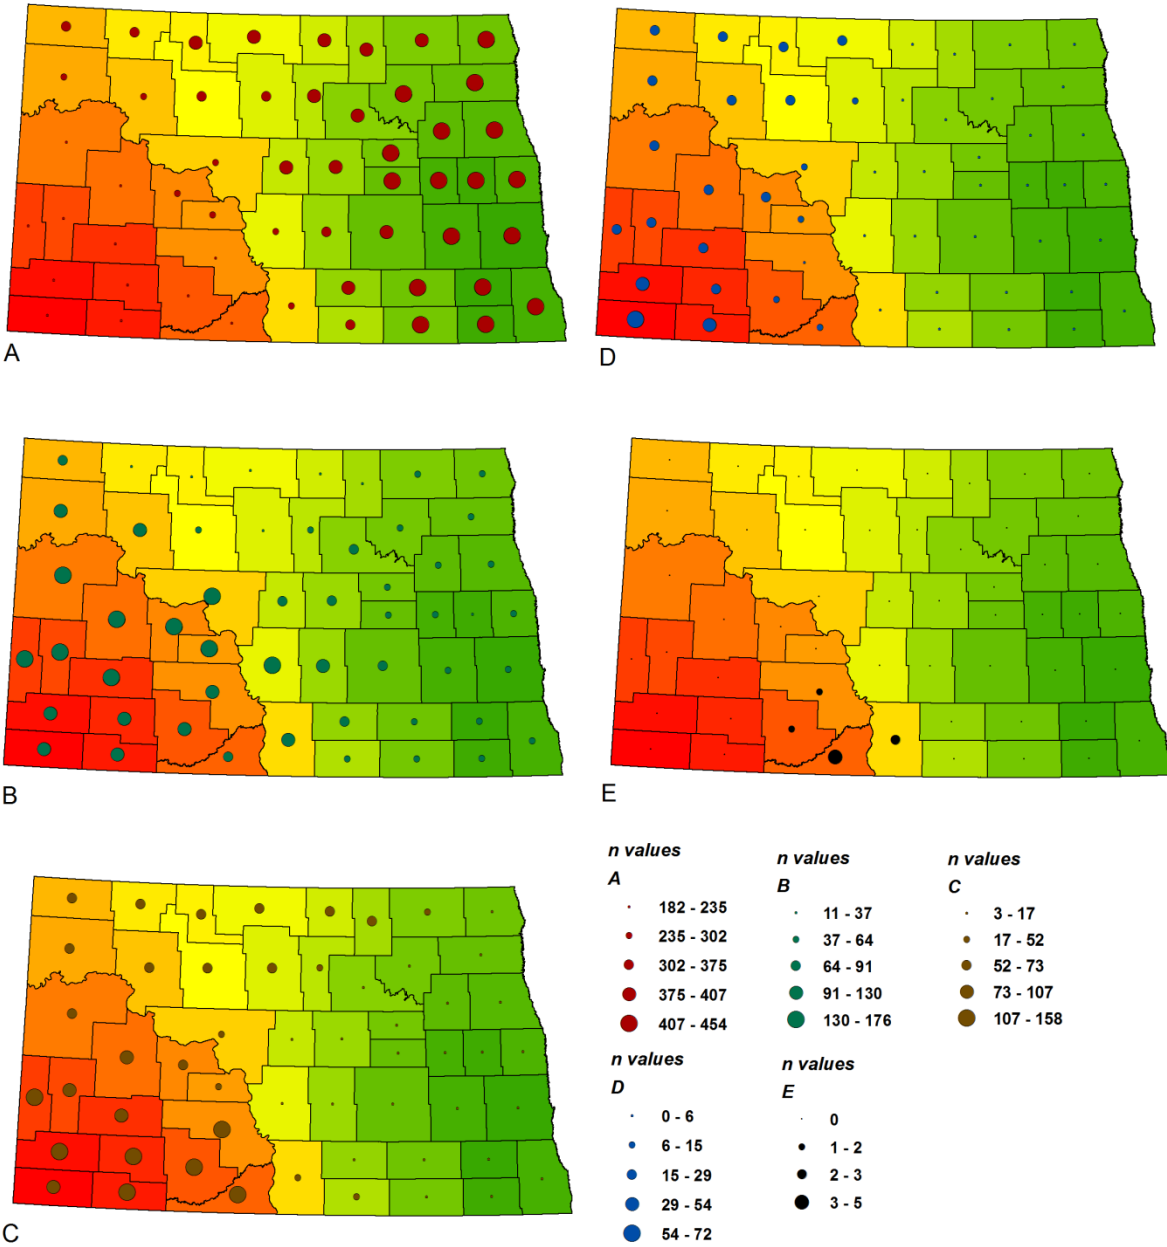 A
D
B
E
C
n values
A
182 - 235
235 - 302
302 - 375
375 - 407
407 - 454
n values
B
11 - 37
37 - 64
64 - 91
91 - 130
130 - 176
n values
C
3 - 17
17 - 52
52 - 73
73 - 107
107 - 158
n values
D
0 - 6
6 - 15
15 - 29
29 - 54
54 - 72
n values
E
0
1 - 2
2 - 3
3 - 5